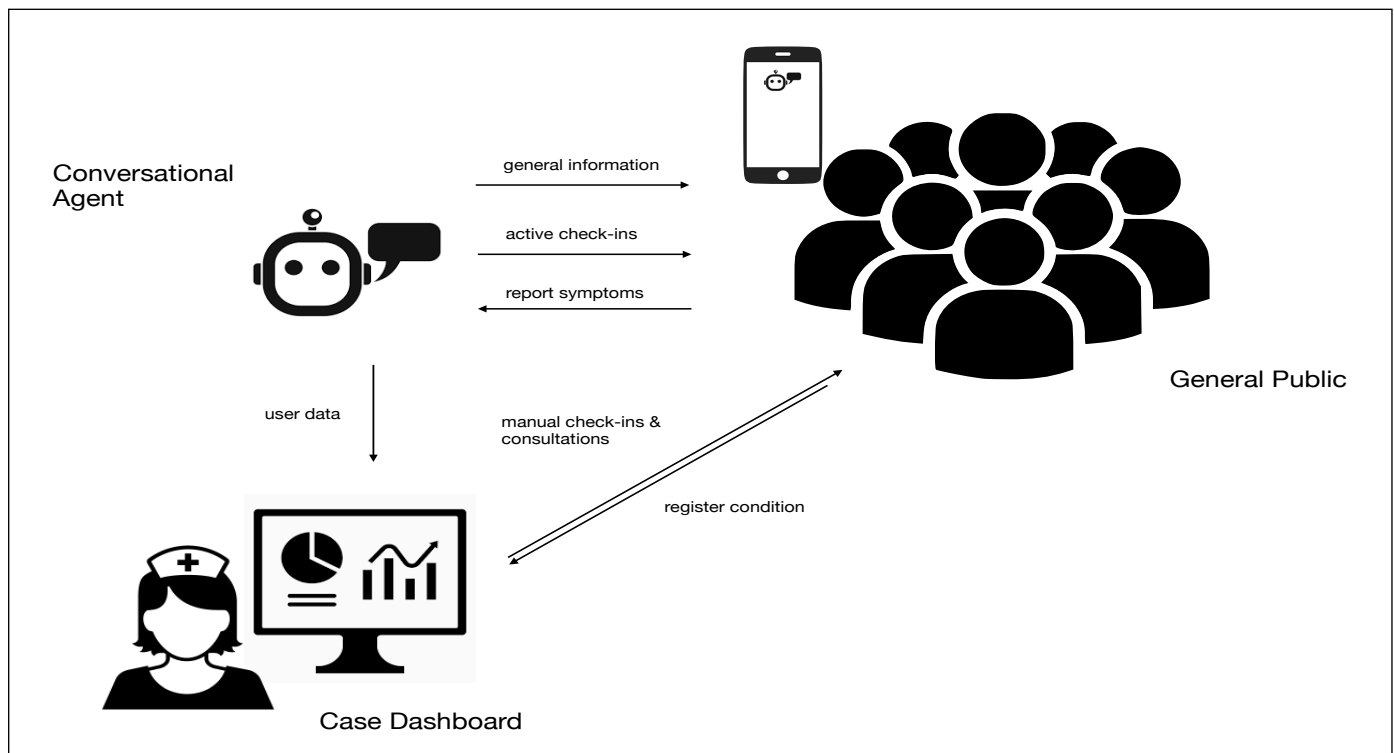 Conversational
Agent
general information
active check-ins
report symptoms
General Public
user data
manual check-ins &
consultations
register condition
Case Dashboard